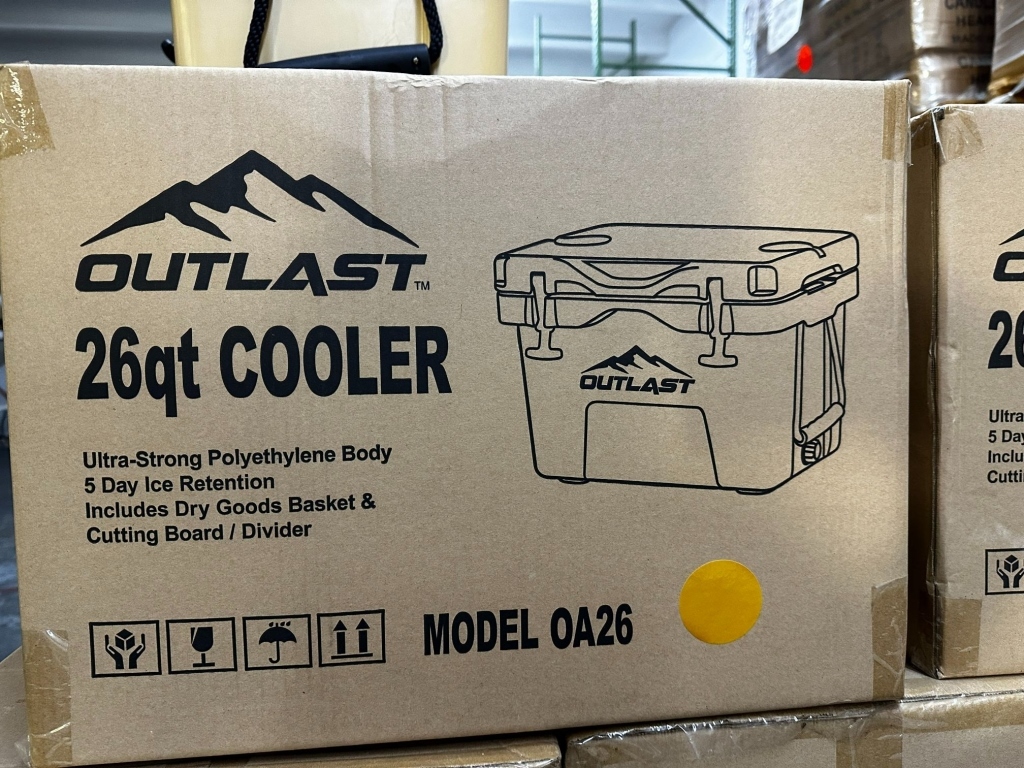 OUTLAST™
26qt COOLER
Ultra-Strong Polyethylene Body
5 Day Ice Retention
Includes Dry Goods Basket &
Cutting Board / Divider
MODEL OA26
OUTLAST
26
Ultra
5 Day
Inclu
Cutti